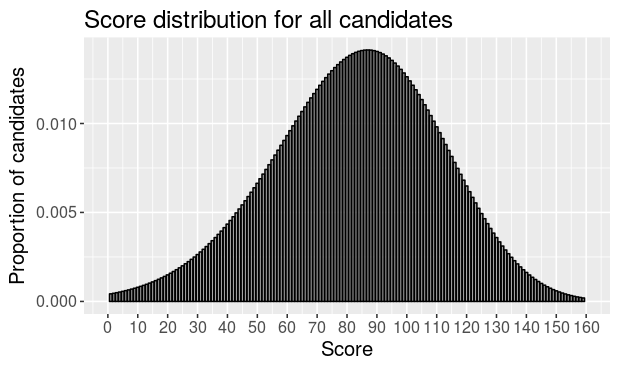 Score distribution for all candidates
Proportion of candidates
0.010
0.005
0.000
0 10 20 30 40 50 60 70 80 90 100 110 120 130 140 150 160
Score